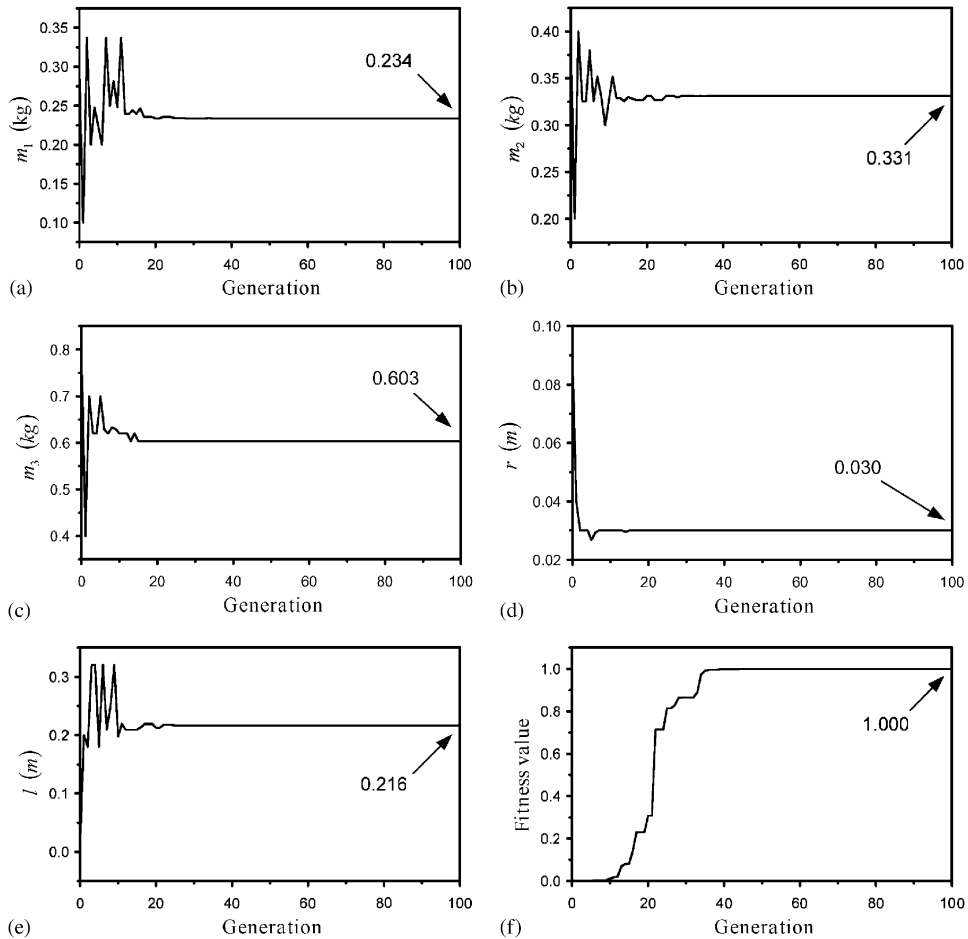 0.35
0.30
0.25
0.20
0.15
0.10
m₁ (kg)
0.234
0 20 40 60 80 100
(a) Generation
0.40
0.35
0.30
0.25
0.20
m₂ (kg)
0.331
0 20 40 60 80 100
(b) Generation
0.8
0.7
0.6
0.5
0.4
m₃ (kg)
0.603
0 20 40 60 80 100
(c) Generation
0.10
0.08
0.06
0.04
0.02
r (m)
0.030
0 20 40 60 80 100
(d) Generation
0.3
0.2
0.1
0.0
l (m)
0.216
0 20 40 60 80 100
(e) Generation
1.0
0.8
0.6
0.4
0.2
0.0
Fitness value
1.000
0 20 40 60 80 100
(f) Generation